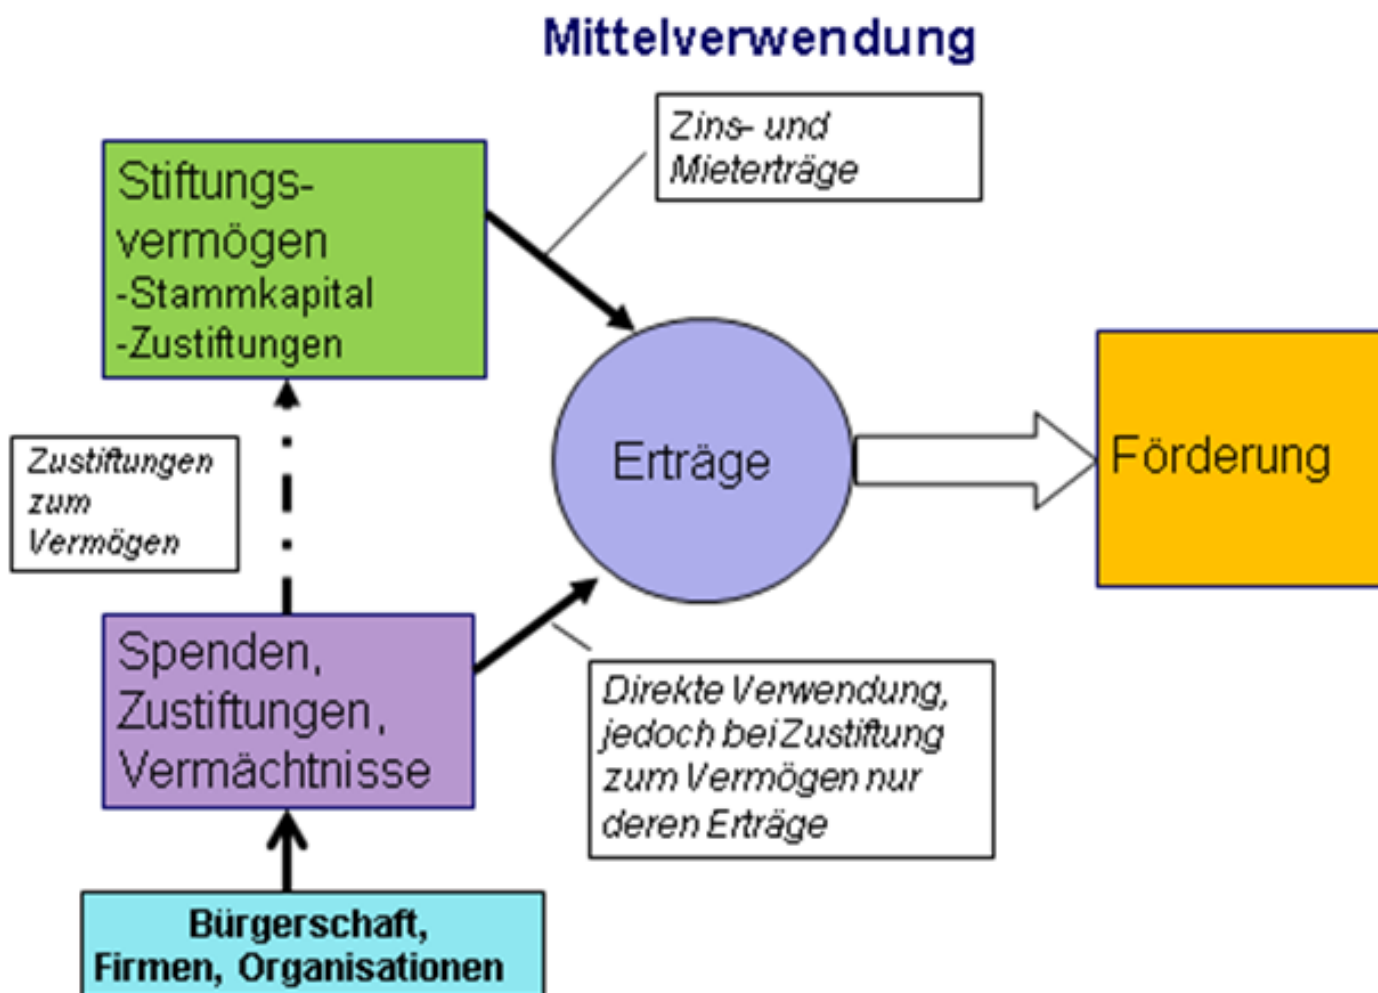 Mittelverwendung
Zins- und
Mieterträge
Stiftungs-
vermögen
-Stammkapital
-Zustiftungen
Zustiftungen
zum
Vermögen
Erträge
Förderung
Spenden,
Zustiftungen,
Vermächtnisse
Direkte Verwendung,
jedoch bei Zustiftung
zum Vermögen nur
deren Erträge
Bürgerschaft,
Firmen, Organisationen